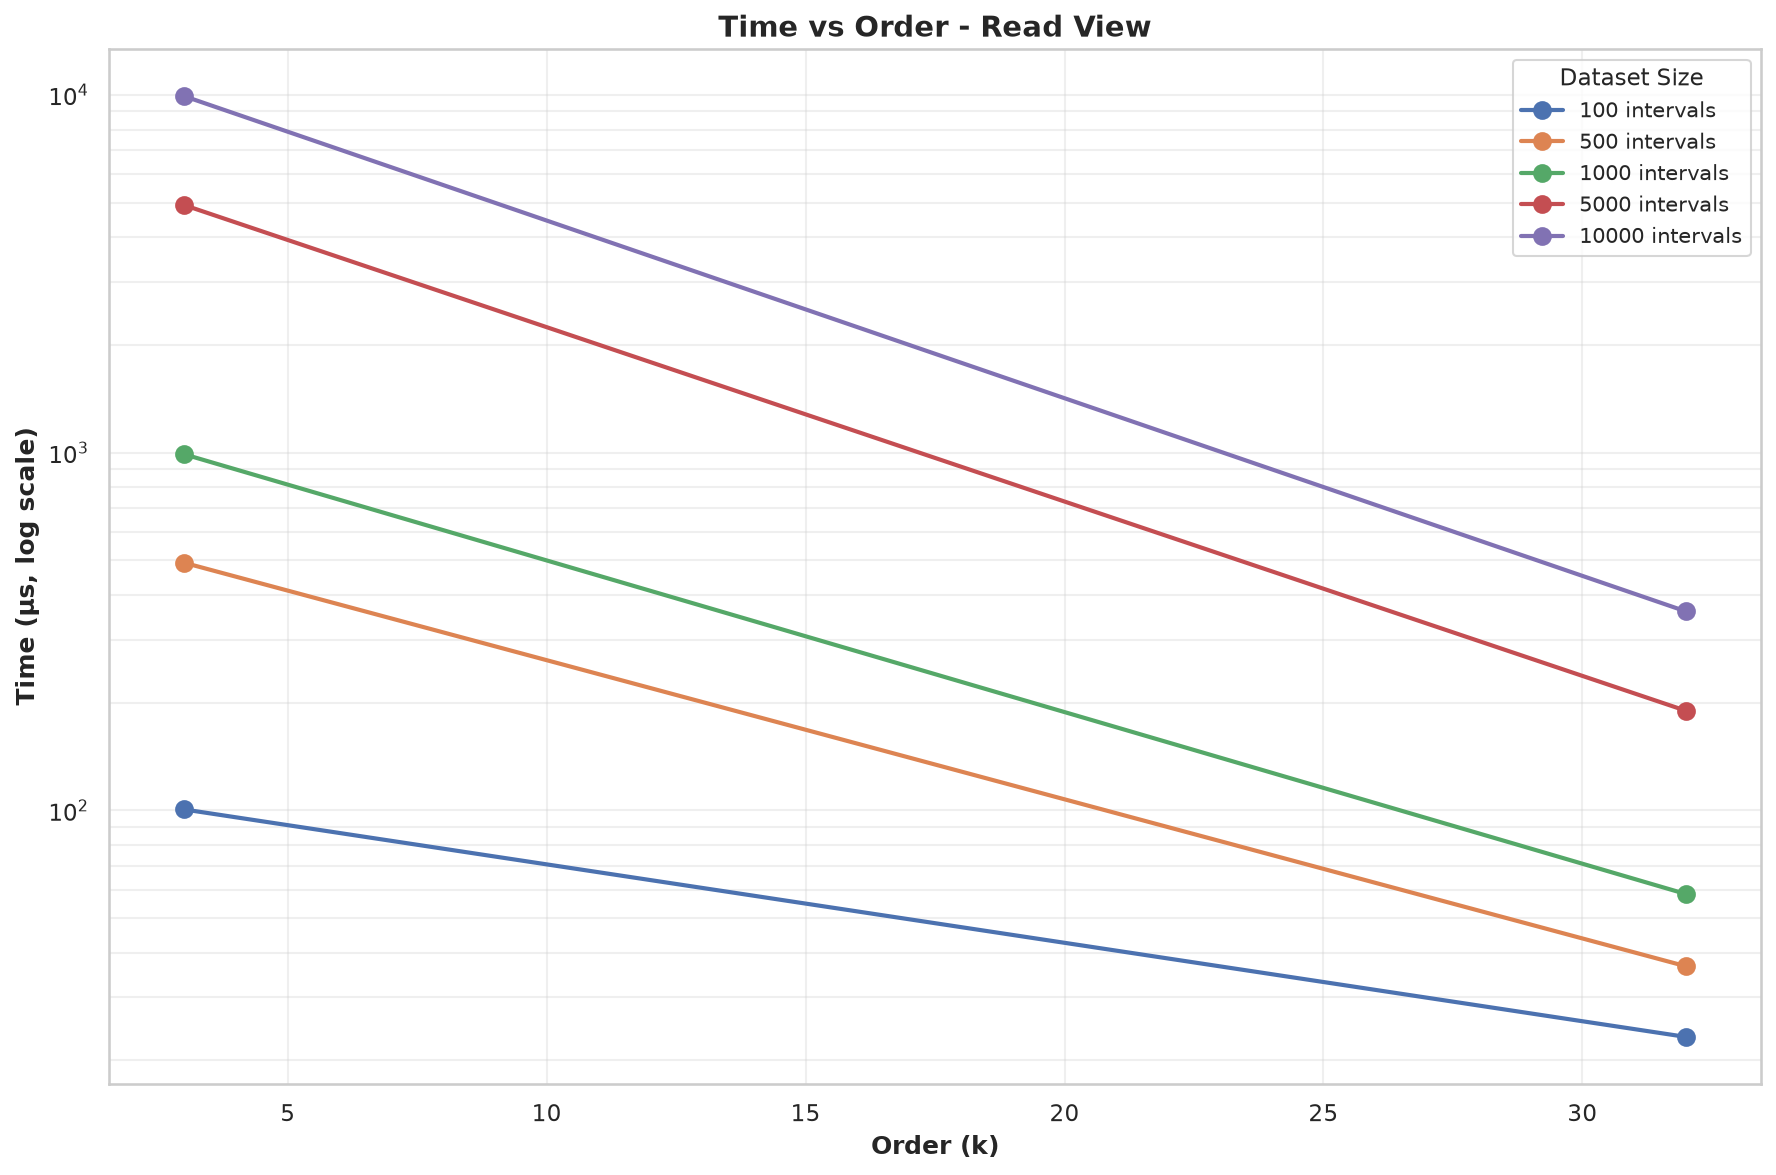 Time vs Order - Read View
Dataset Size
100 intervals
500 intervals
1000 intervals
5000 intervals
10000 intervals
Time (µs, log scale)
10⁴
10³
10²
5 10 15 20 25 30
Order (k)